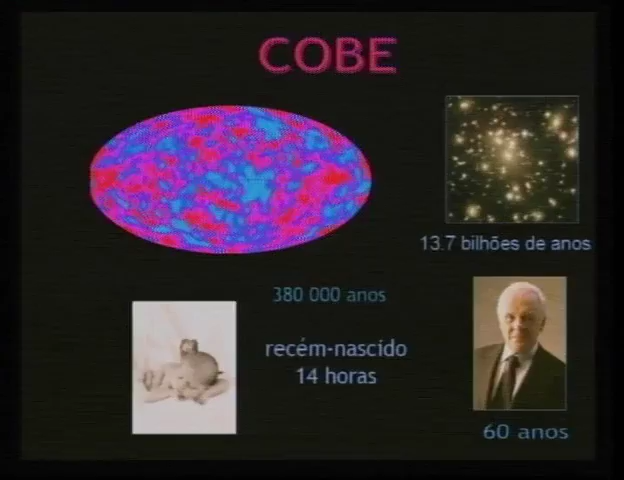 COBE
13.7 bilhões de anos
380 000 anos
recém-nascido
14 horas
60 anos